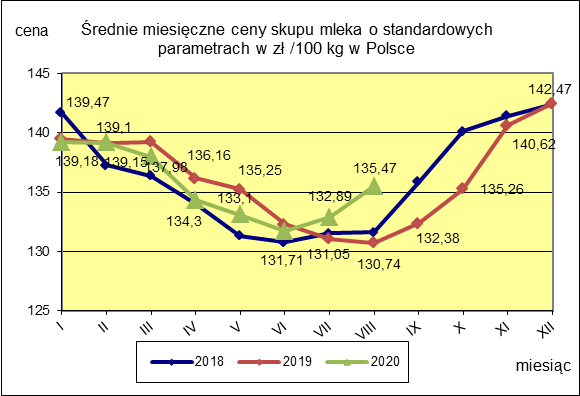 cena
Średnie miesięczne ceny skupu mleka o standardowych
parametrach w zł /100 kg w Polsce
145
140
135
130
125
139,47
139,1
139,18
139,15
137,98
136,16
134,3
133,1
135,25
131,71
132,89
131,05
135,47
130,74
132,38
135,26
140,62
142,47
I
II
III
IV
V
VI
VII
VIII
IX
X
XI
XII
2018
2019
2020
miesiąc